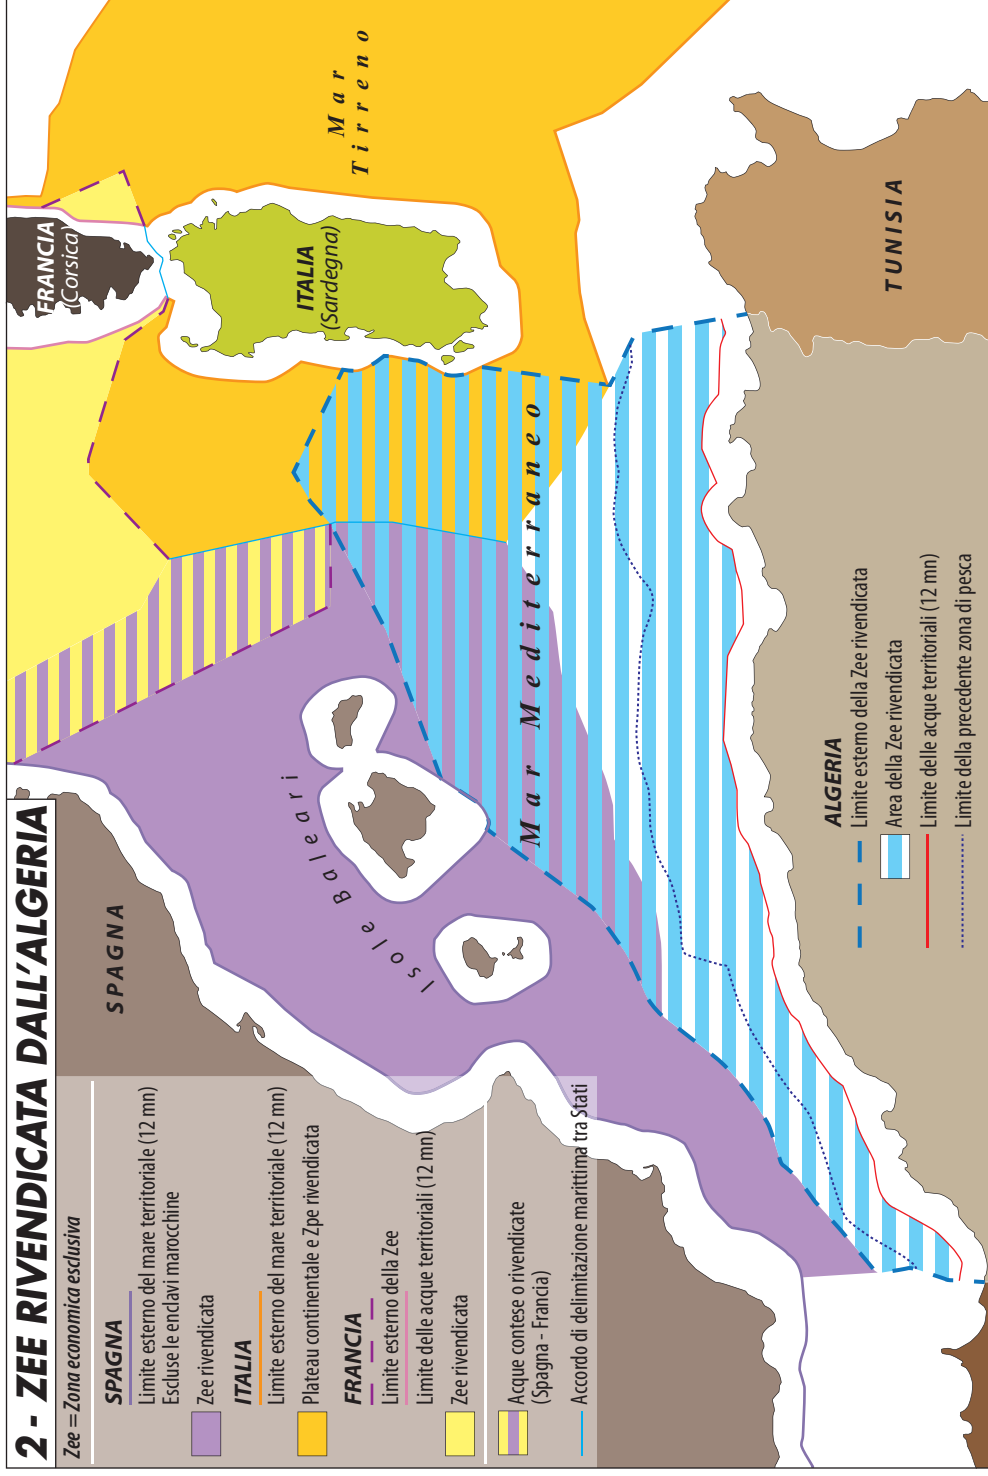 2 - ZEE RIVENDICATA DALL'ALGERIA
Zee = Zona economica esclusiva
SPAGNA
Limite esterno del mare territoriale (12 mn)
Escluse le enclavi marocchine
Zee rivendicata
ITALIA
Limite esterno del mare territoriale (12 mn)
Plateau continentale e Zpe rivendicata
FRANCIA
Limite esterno della Zee
Limite delle acque territoriali (12 mn)
Zee rivendicata
Acque contese o rivendicate
(Spagna - Francia)
Accordo di delimitazione marittima tra Stati
SPAGNA
Isole Baleari
FRANCIA
(Corsica)
ITALIA
(Sardegna)
Mar
Tirreno
Mar Mediterraneo
TUNISIA
ALGERIA
Limite esterno della Zee rivendicata
Area della Zee rivendicata
Limite delle acque territoriali (12 mn)
Limite della precedente zona di pesca